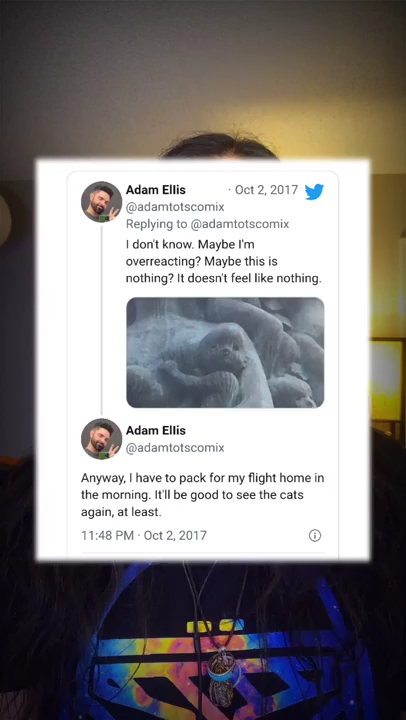 Adam Ellis · Oct 2, 2017
@adamtotscomix
Replying to @adamtotscomix
I don't know. Maybe I'm
overreacting? Maybe this is
nothing? It doesn't feel like nothing.
Adam Ellis
@adamtotscomix
Anyway, I have to pack for my flight home in
the morning. It'll be good to see the cats
again, at least.
11:48 PM · Oct 2, 2017